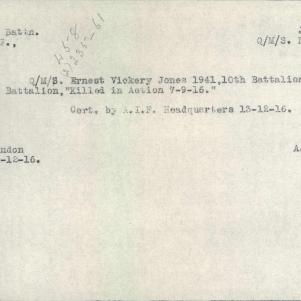 Battn.
Q/M/S.
Q/M/S. Ernest Vickery Jones 1941,10th Battalion
Battalion,"Killed in Action 7-9-16."
Cert. by A.I.F. Headquarters 13-12-16.
ndon
-12-16.
A.